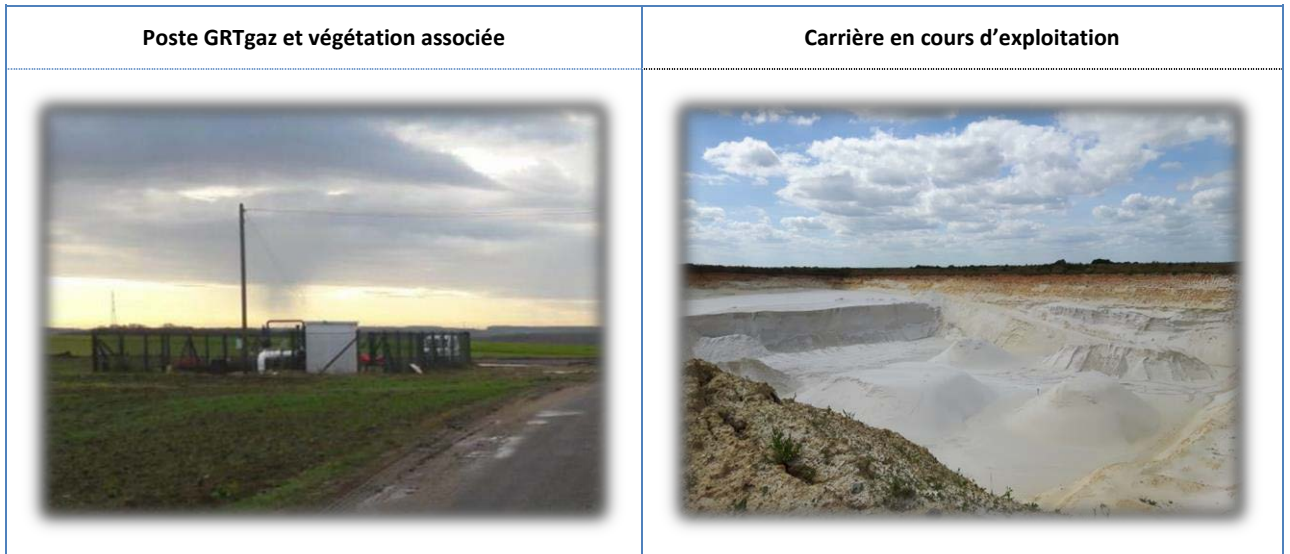 Poste GRTgaz et végétation associée
Carrière en cours d’exploitation